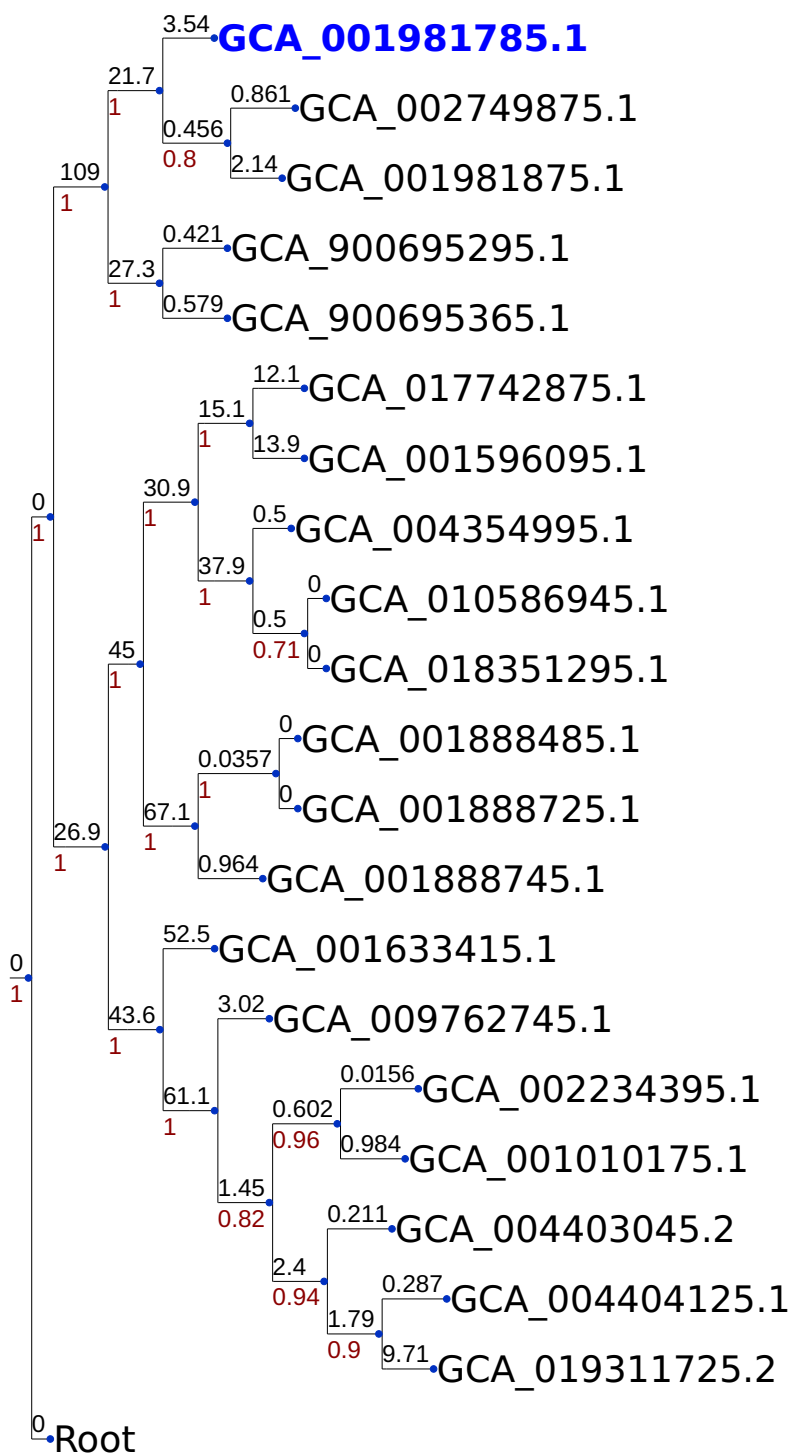 3.54
GCA_001981785.1
21.7
1
0.861
GCA_002749875.1
0.456
0.8
2.14
GCA_001981875.1
109
1
0.421
GCA_900695295.1
27.3
1
0.579
GCA_900695365.1
12.1
GCA_017742875.1
15.1
1
13.9
GCA_001596095.1
30.9
1
0
1
0.5
GCA_004354995.1
37.9
1
0
GCA_010586945.1
0.5
0.71
0
GCA_018351295.1
45
1
0
GCA_001888485.1
0.0357
1
0
GCA_001888725.1
67.1
1
26.9
1
0.964
GCA_001888745.1
52.5
GCA_001633415.1
0
1
43.6
1
3.02
GCA_009762745.1
0.0156
GCA_002234395.1
61.1
1
0.602
0.96
0.984
GCA_001010175.1
1.45
0.82
0.211
GCA_004403045.2
2.4
0.94
0.287
GCA_004404125.1
1.79
0.9
9.71
GCA_019311725.2
0
Root